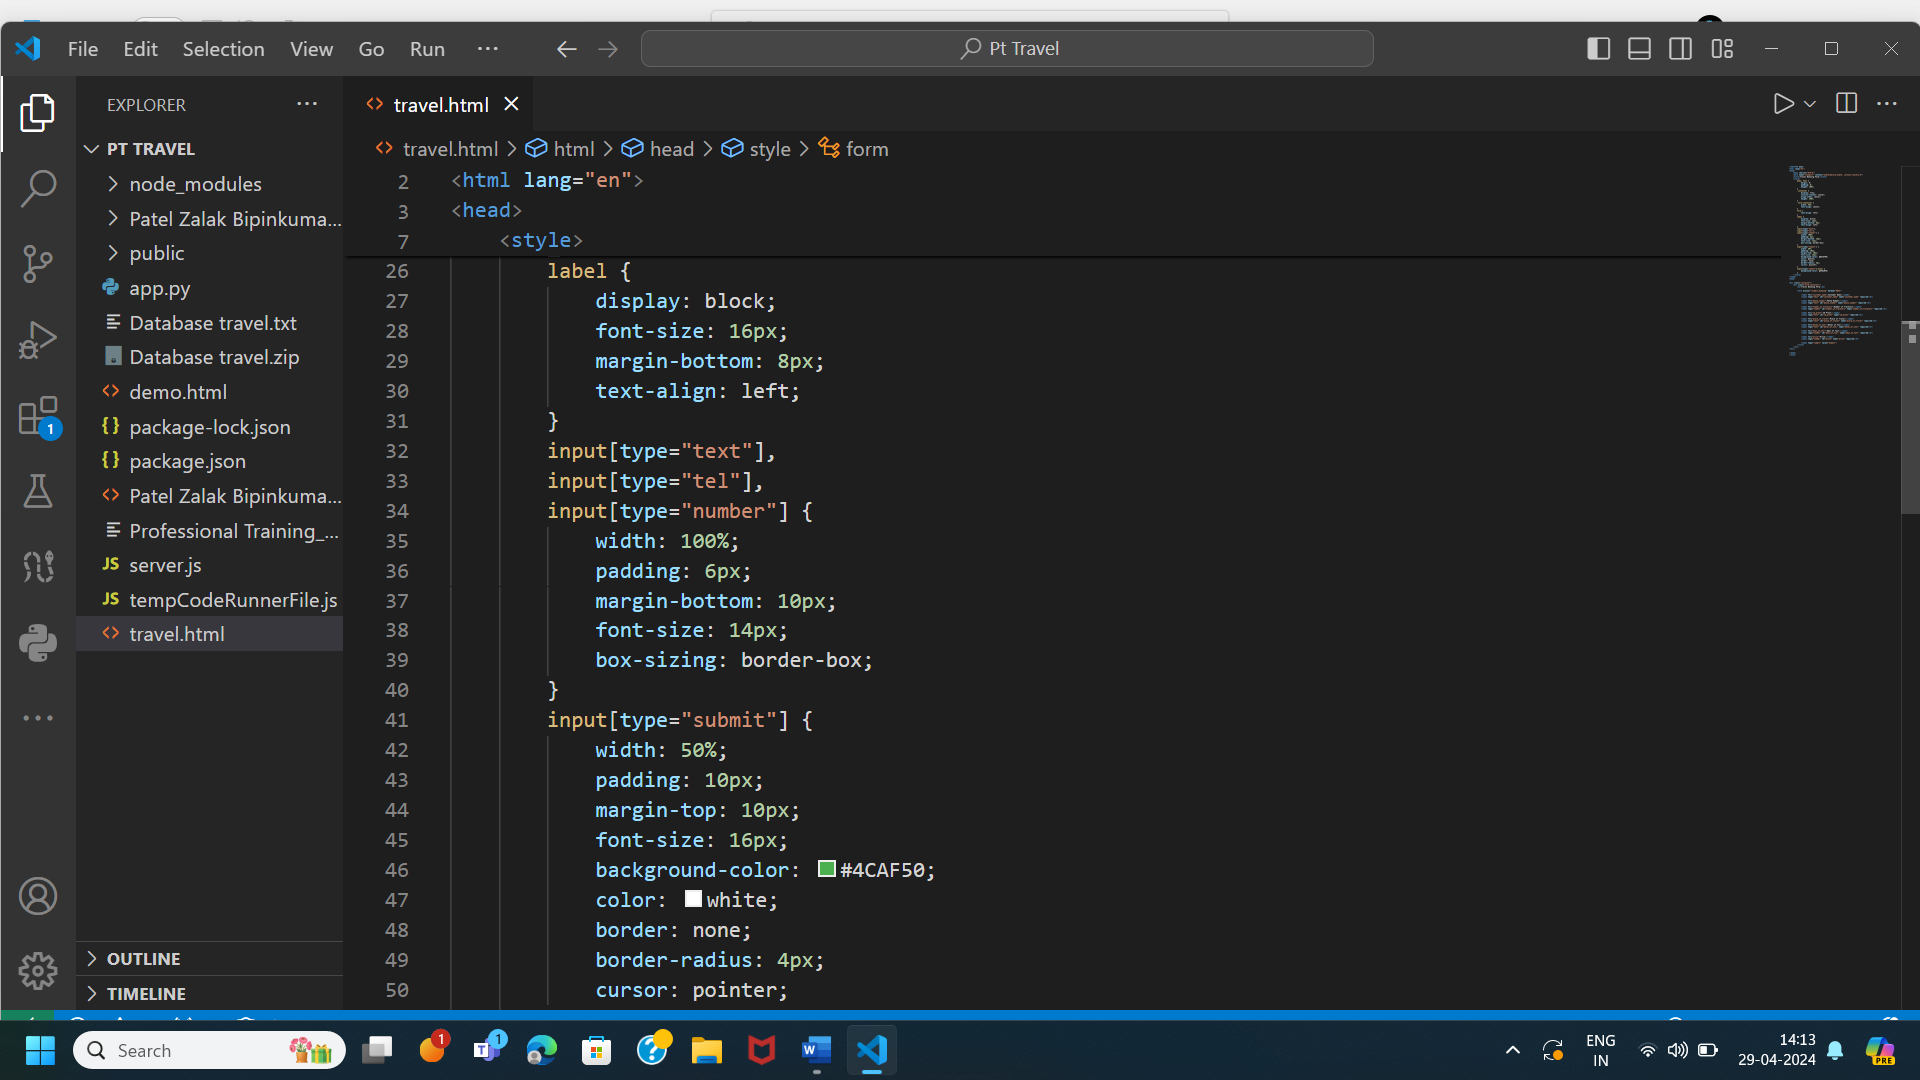 File Edit Selection View Go Run ··· Pt Travel
EXPLORER ···
PT TRAVEL
node_modules
Patel Zalak Bipinkuma...
public
app.py
Database travel.txt
Database travel.zip
demo.html
package-lock.json
package.json
Patel Zalak Bipinkuma...
Professional Training_...
JS server.js
JS tempCodeRunnerFile.js
travel.html
OUTLINE
TIMELINE
1
travel.html
travel.html > html > head > style > form
2 <html lang="en">
3 <head>
7 <style>
26 label {
27 display: block;
28 font-size: 16px;
29 margin-bottom: 8px;
30 text-align: left;
31 }
32 input[type="text"],
33 input[type="tel"],
34 input[type="number"] {
35 width: 100%;
36 padding: 6px;
37 margin-bottom: 10px;
38 font-size: 14px;
39 box-sizing: border-box;
40 }
41 input[type="submit"] {
42 width: 50%;
43 padding: 10px;
44 margin-top: 10px;
45 font-size: 16px;
46 background-color: #4CAF50;
47 color: white;
48 border: none;
49 border-radius: 4px;
50 cursor: pointer;
Search
1
T 1
?
W
ENG
IN
14:13
29-04-2024
PRE